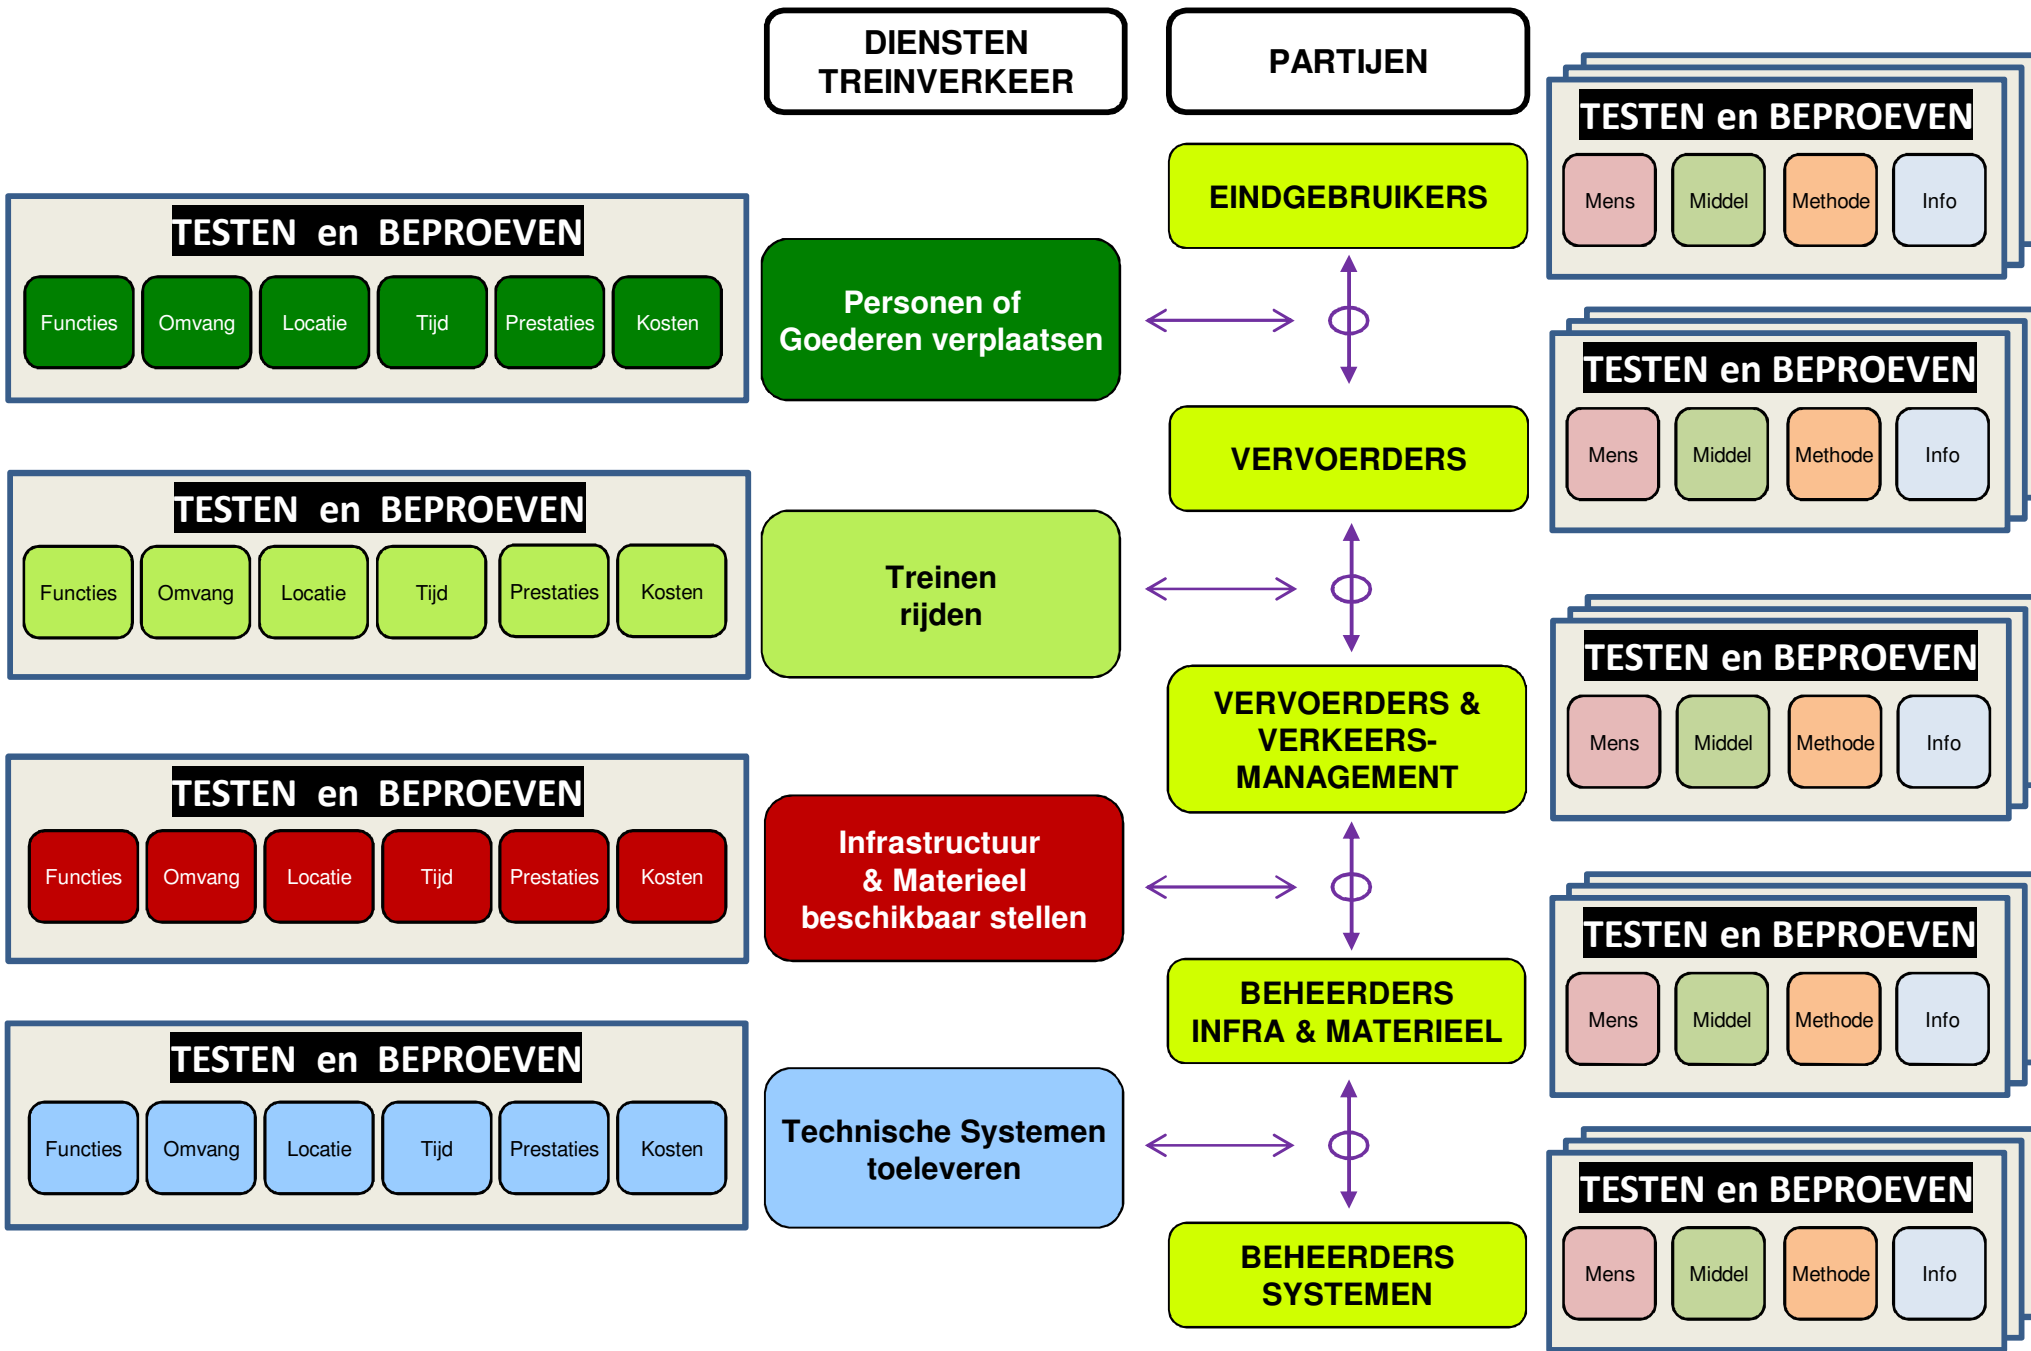 DIENSTEN
TREINVERKEER
PARTIJEN
TESTEN en BEPROEVEN
Mens Middel Methode Info
EINDGEBRUIKERS
TESTEN en BEPROEVEN
Functies Omvang Locatie Tijd Prestaties Kosten
Personen of
Goederen verplaatsen
TESTEN en BEPROEVEN
Mens Middel Methode Info
VERVOERDERS
TESTEN en BEPROEVEN
Functies Omvang Locatie Tijd Prestaties Kosten
Treinen
rijden
TESTEN en BEPROEVEN
Mens Middel Methode Info
VERVOERDERS &
VERKEERS-
MANAGEMENT
TESTEN en BEPROEVEN
Functies Omvang Locatie Tijd Prestaties Kosten
Infrastructuur
& Materieel
beschikbaar stellen
TESTEN en BEPROEVEN
Mens Middel Methode Info
BEHEERDERS
INFRA & MATERIEEL
TESTEN en BEPROEVEN
Functies Omvang Locatie Tijd Prestaties Kosten
Technische Systemen
toeleveren
TESTEN en BEPROEVEN
Mens Middel Methode Info
BEHEERDERS
SYSTEMEN